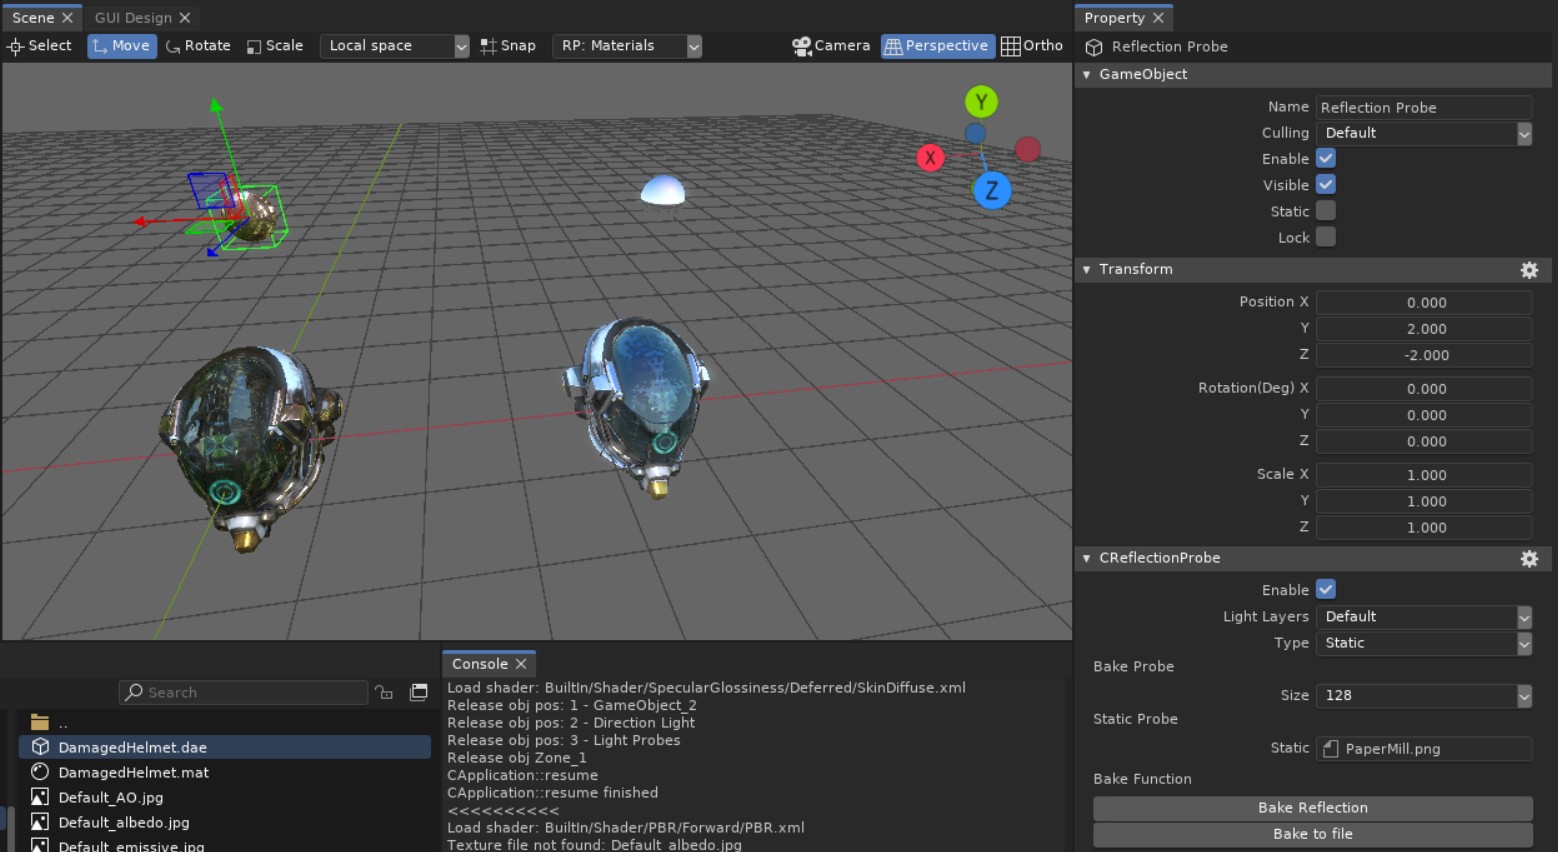 Scene
GUI Design
Select Move Rotate Scale Local space Snap RP: Materials Camera Perspective Ortho
Y
X
Z
Search
..
DamagedHelmet.dae
DamagedHelmet.mat
Default_AO.jpg
Default_albedo.jpg
Default_emissive.jpg
Console
Load shader: BuiltIn/Shader/SpecularGlossiness/Deferred/SkinDiffuse.xml
Release obj pos: 1 - GameObject_2
Release obj pos: 2 - Direction Light
Release obj pos: 3 - Light Probes
Release obj Zone_1
CApplication::resume
CApplication::resume finished
<<<<<<<<<<
Load shader: BuiltIn/Shader/PBR/Forward/PBR.xml
Texture file not found: Default_albedo.jpg
Property
Reflection Probe
GameObject
Name Reflection Probe
Culling Default
Enable
Visible
Static
Lock
Transform
Position X 0.000
Y 2.000
Z -2.000
Rotation(Deg) X 0.000
Y 0.000
Z 0.000
Scale X 1.000
Y 1.000
Z 1.000
CReflectionProbe
Enable
Light Layers Default
Type Static
Bake Probe
Size 128
Static Probe
Static PaperMill.png
Bake Function
Bake Reflection
Bake to file